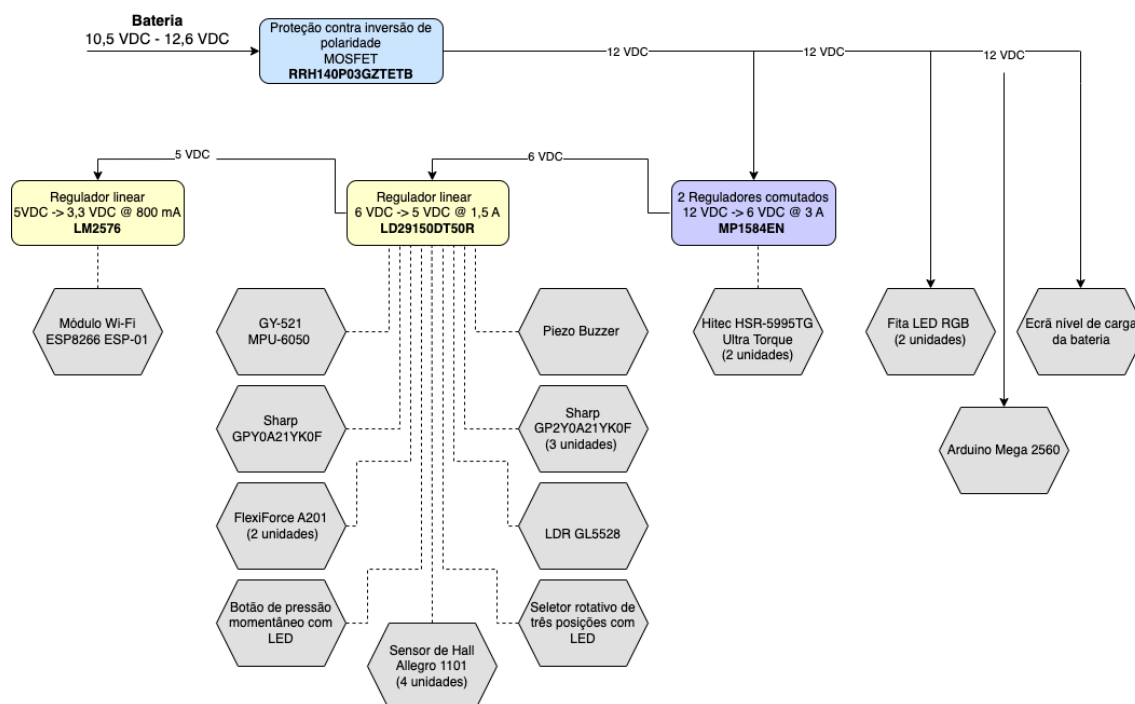 Bateria
10,5 VDC - 12,6 VDC
Proteção contra inversão de
polaridade
MOSFET
RRH140P03GZTETB
12 VDC
12 VDC
12 VDC
5 VDC
6 VDC
Regulador linear
5VDC -> 3,3 VDC @ 800 mA
LM2576
Regulador linear
6 VDC -> 5 VDC @ 1,5 A
LD29150DT50R
2 Reguladores comutados
12 VDC -> 6 VDC @ 3 A
MP1584EN
Módulo Wi-Fi
ESP8266 ESP-01
GY-521
MPU-6050
Piezo Buzzer
Hitec HSR-5995TG
Ultra Torque
(2 unidades)
Fita LED RGB
(2 unidades)
Ecrã nível de carga
da bateria
Sharp
GPY0A21YK0F
Sharp
GP2Y0A21YK0F
(3 unidades)
Arduino Mega 2560
FlexiForce A201
(2 unidades)
LDR GL5528
Botão de pressão
momentâneo com
LED
Seletor rotativo de
três posições com
LED
Sensor de Hall
Allegro 1101
(4 unidades)